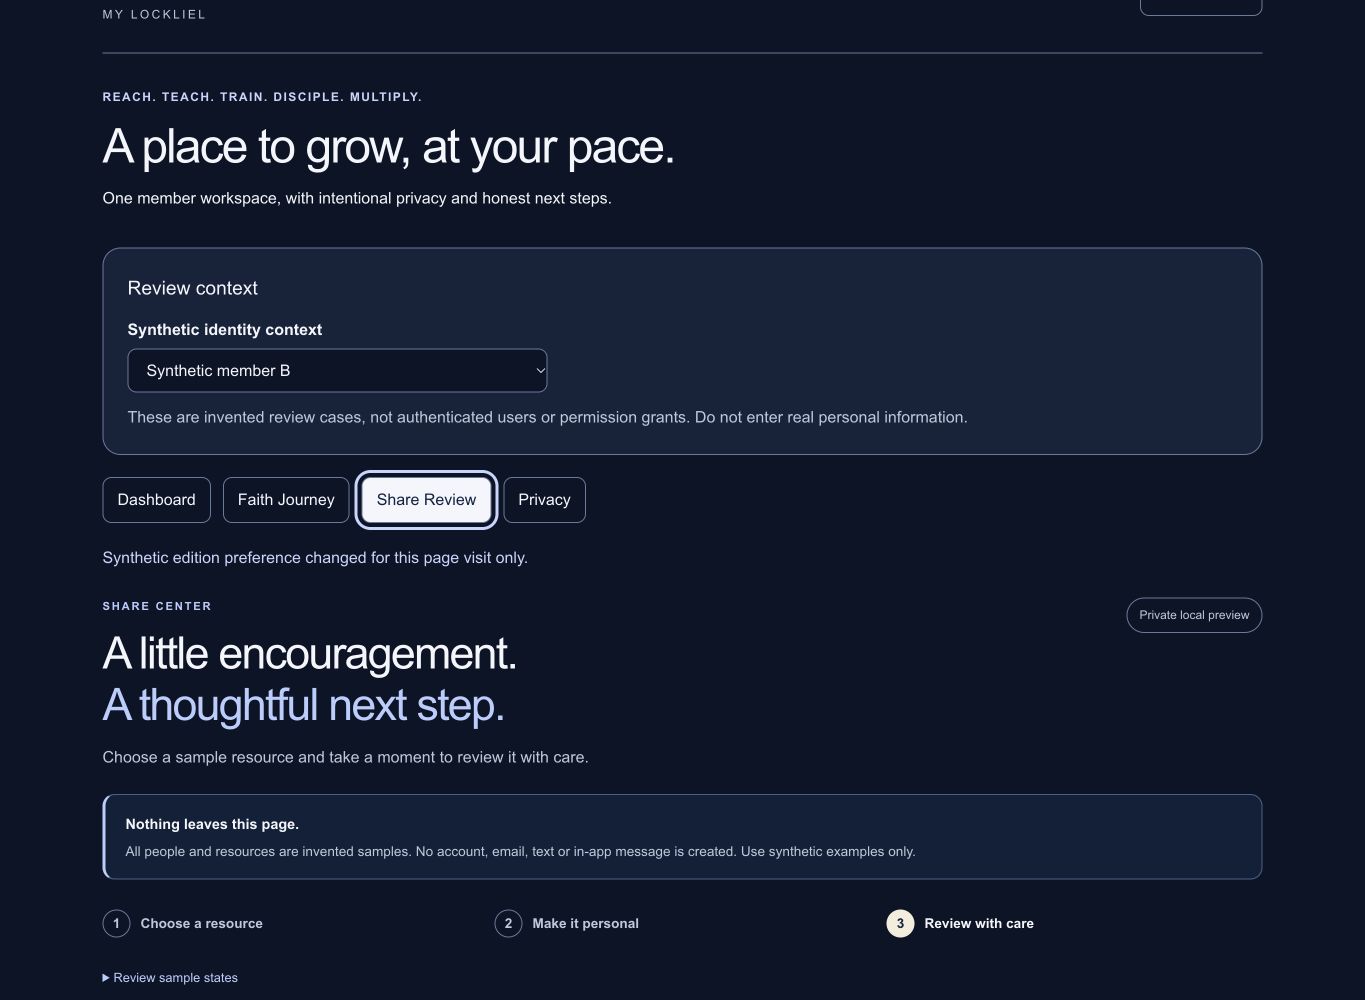 MY LOCKLIEL
REACH. TEACH. TRAIN. DISCIPLE. MULTIPLY.
A place to grow, at your pace.
One member workspace, with intentional privacy and honest next steps.
Review context
Synthetic identity context
Synthetic member B
These are invented review cases, not authenticated users or permission grants. Do not enter real personal information.
Dashboard
Faith Journey
Share Review
Privacy
Synthetic edition preference changed for this page visit only.
SHARE CENTER
Private local preview
A little encouragement.
A thoughtful next step.
Choose a sample resource and take a moment to review it with care.
Nothing leaves this page.
All people and resources are invented samples. No account, email, text or in-app message is created. Use synthetic examples only.
1 Choose a resource
2 Make it personal
3 Review with care
Review sample states